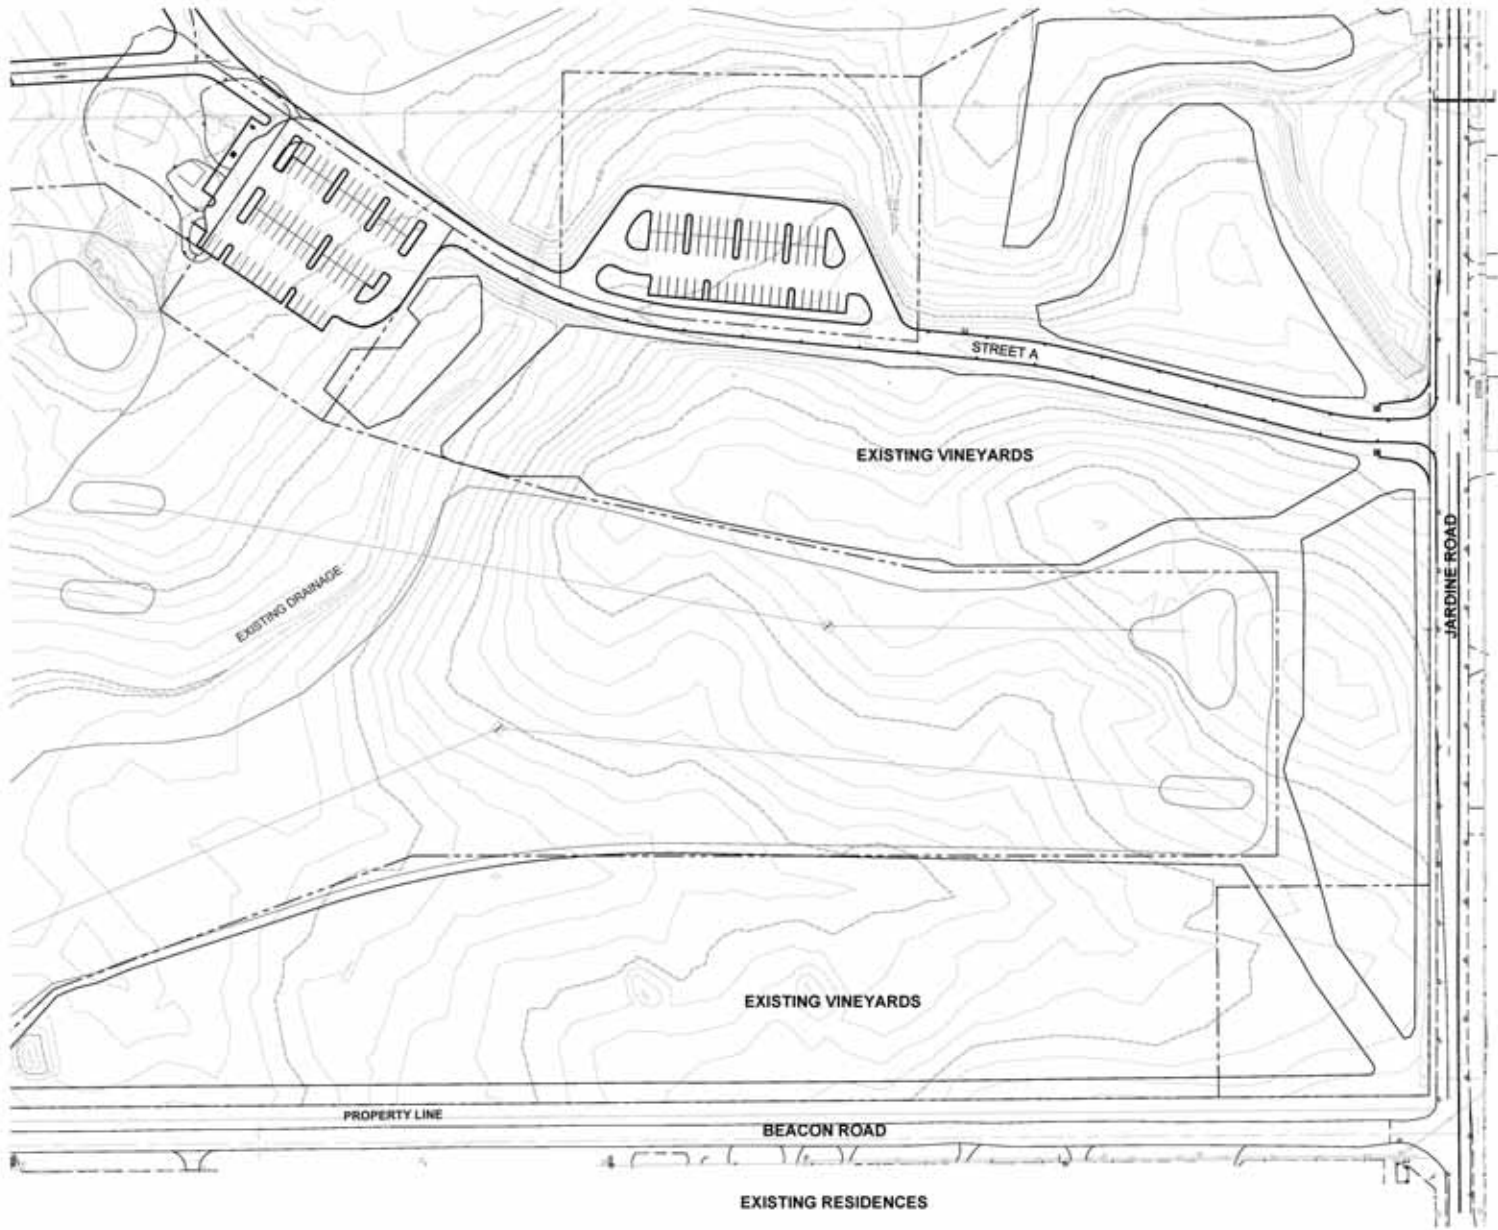 STREET A
EXISTING VINEYARDS
JARDINE ROAD
EXISTING DRAINAGE
EXISTING VINEYARDS
PROPERTY LINE
BEACON ROAD
EXISTING RESIDENCES